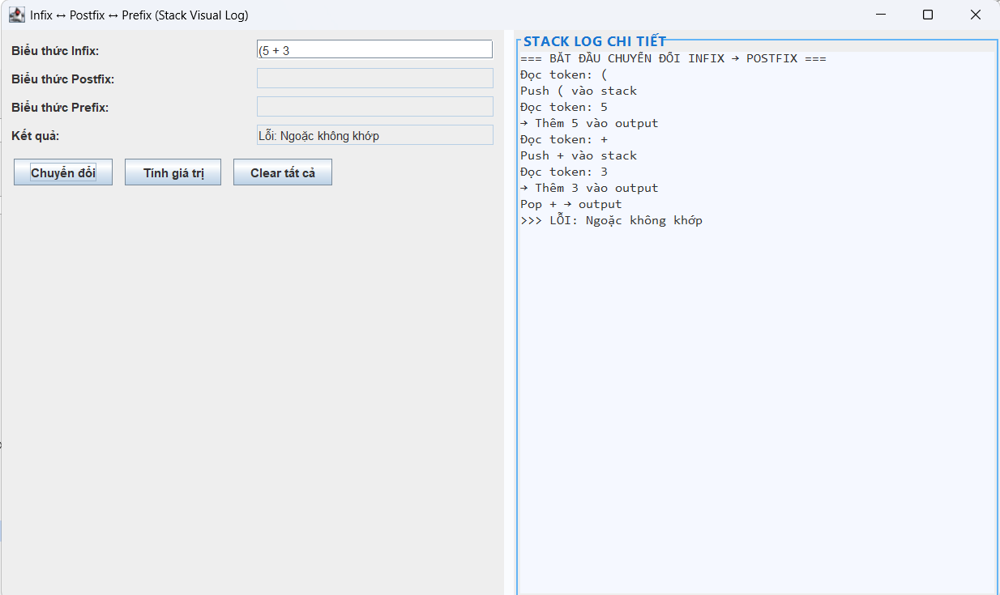 Infix ↔ Postfix ↔ Prefix (Stack Visual Log)
Biểu thức Infix:
(5 + 3
Biểu thức Postfix:
Biểu thức Prefix:
Kết quả:
Lỗi: Ngoặc không khớp
Chuyển đổi
Tính giá trị
Clear tất cả
STACK LOG CHI TIẾT
=== BẮT ĐẦU CHUYỂN ĐỔI INFIX → POSTFIX ===
Đọc token: (
Push ( vào stack
Đọc token: 5
→ Thêm 5 vào output
Đọc token: +
Push + vào stack
Đọc token: 3
→ Thêm 3 vào output
Pop + → output
>>> LỖI: Ngoặc không khớp